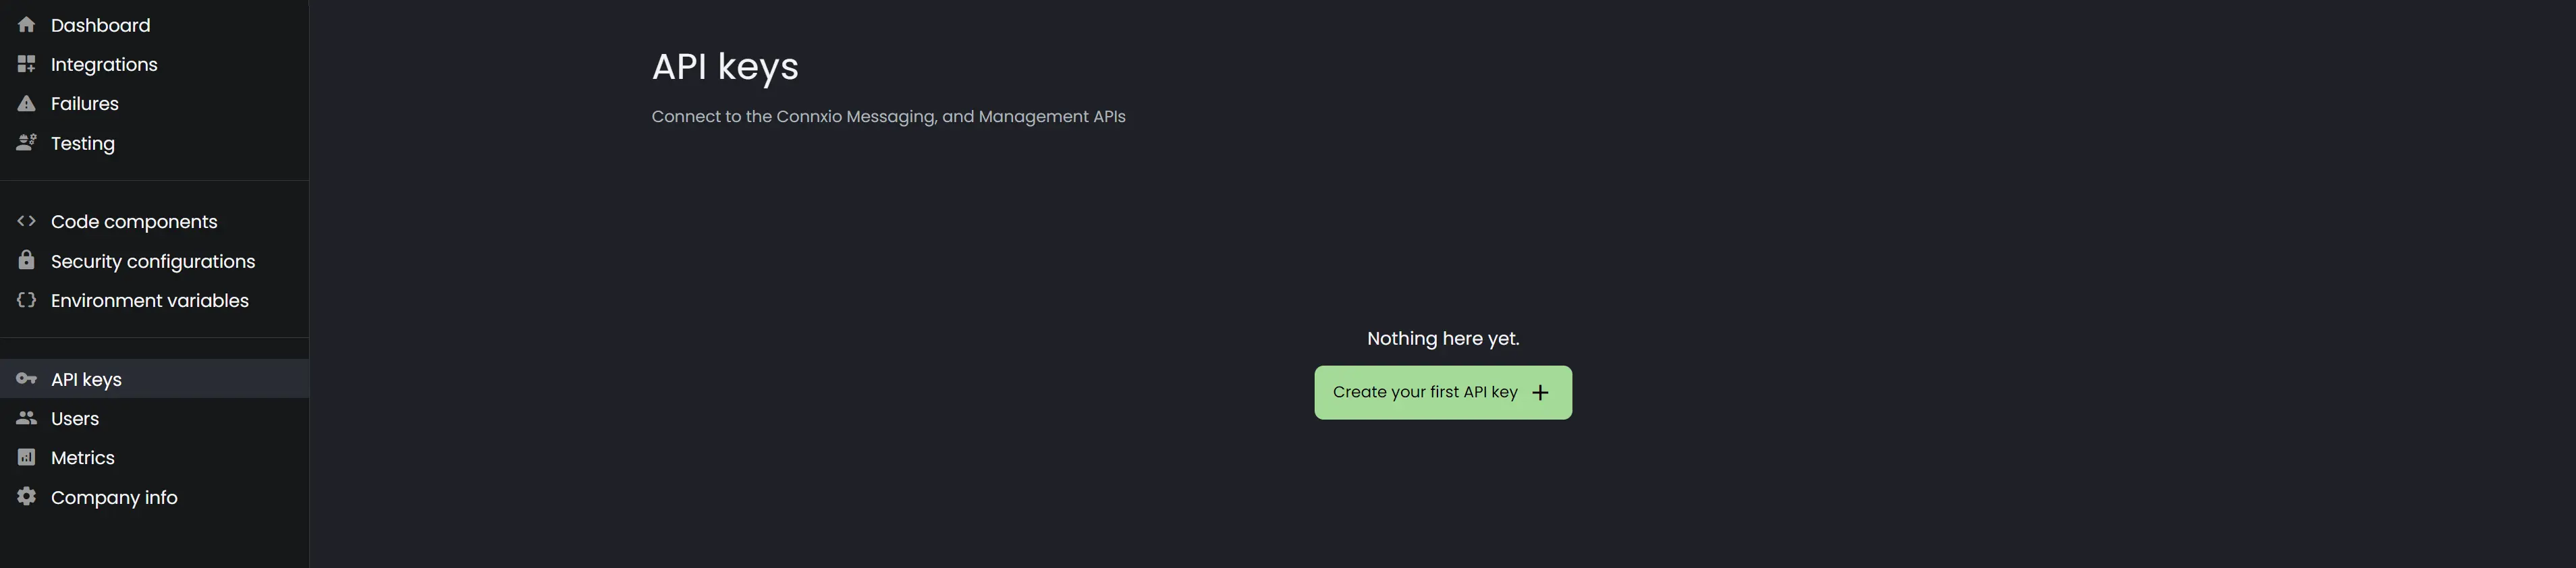 Dashboard
Integrations
Failures
Testing
Code components
Security configurations
Environment variables
API keys
Users
Metrics
Company info
API keys
Connect to the Connxio Messaging, and Management APIs
Nothing here yet.
Create your first API key